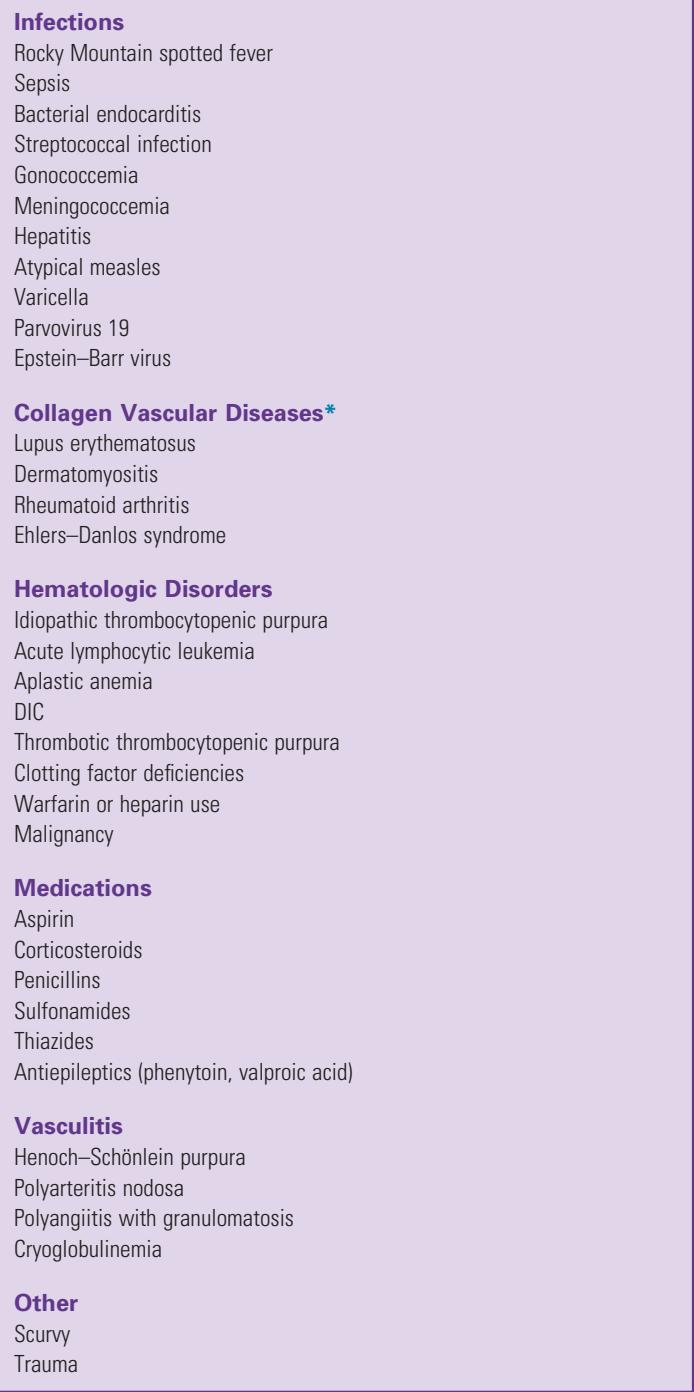 Infections
Rocky Mountain spotted fever
Sepsis
Bacterial endocarditis
Streptococcal infection
Gonococcemia
Meningococcemia
Hepatitis
Atypical measles
Varicella
Parvovirus 19
Epstein–Barr virus
Collagen Vascular Diseases*
Lupus erythematosus
Dermatomyositis
Rheumatoid arthritis
Ehlers–Danlos syndrome
Hematologic Disorders
Idiopathic thrombocytopenic purpura
Acute lymphocytic leukemia
Aplastic anemia
DIC
Thrombotic thrombocytopenic purpura
Clotting factor deficiencies
Warfarin or heparin use
Malignancy
Medications
Aspirin
Corticosteroids
Penicillins
Sulfonamides
Thiazides
Antiepileptics (phenytoin, valproic acid)
Vasculitis
Henoch–Schönlein purpura
Polyarteritis nodosa
Polyangiitis with granulomatosis
Cryoglobulinemia
Other
Scurvy
Trauma